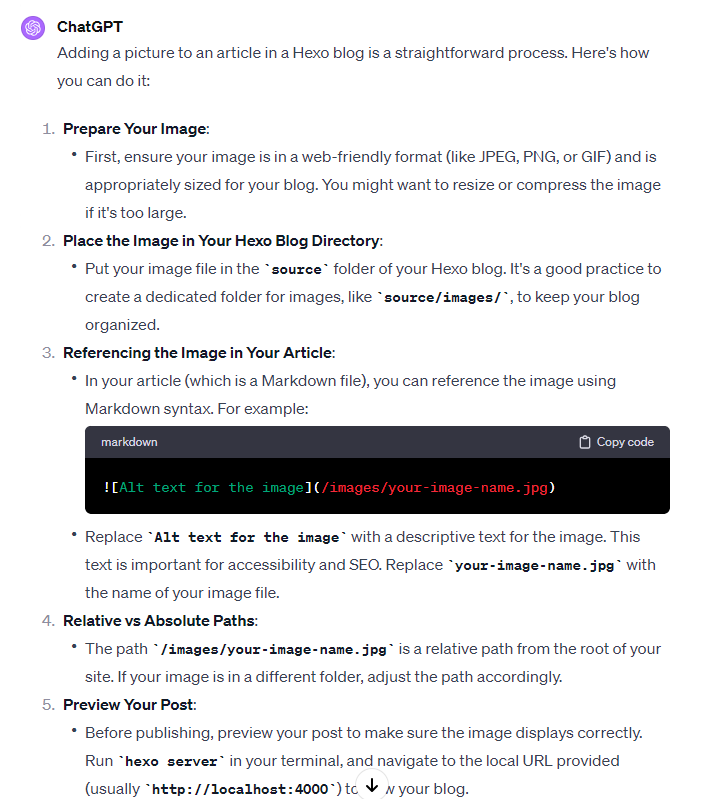 ChatGPT
Adding a picture to an article in a Hexo blog is a straightforward process. Here's how
you can do it:
1. Prepare Your Image:
• First, ensure your image is in a web-friendly format (like JPEG, PNG, or GIF) and is
appropriately sized for your blog. You might want to resize or compress the image
if it's too large.
2. Place the Image in Your Hexo Blog Directory:
• Put your image file in the `source` folder of your Hexo blog. It's a good practice to
create a dedicated folder for images, like `source/images/`, to keep your blog
organized.
3. Referencing the Image in Your Article:
• In your article (which is a Markdown file), you can reference the image using
Markdown syntax. For example:
markdown Copy code
![Alt text for the image](/images/your-image-name.jpg)
• Replace `Alt text for the image` with a descriptive text for the image. This
text is important for accessibility and SEO. Replace `your-image-name.jpg` with
the name of your image file.
4. Relative vs Absolute Paths:
• The path `/images/your-image-name.jpg` is a relative path from the root of your
site. If your image is in a different folder, adjust the path accordingly.
5. Preview Your Post:
• Before publishing, preview your post to make sure the image displays correctly.
Run `hexo server` in your terminal, and navigate to the local URL provided
(usually `http://localhost:4000`) your blog.